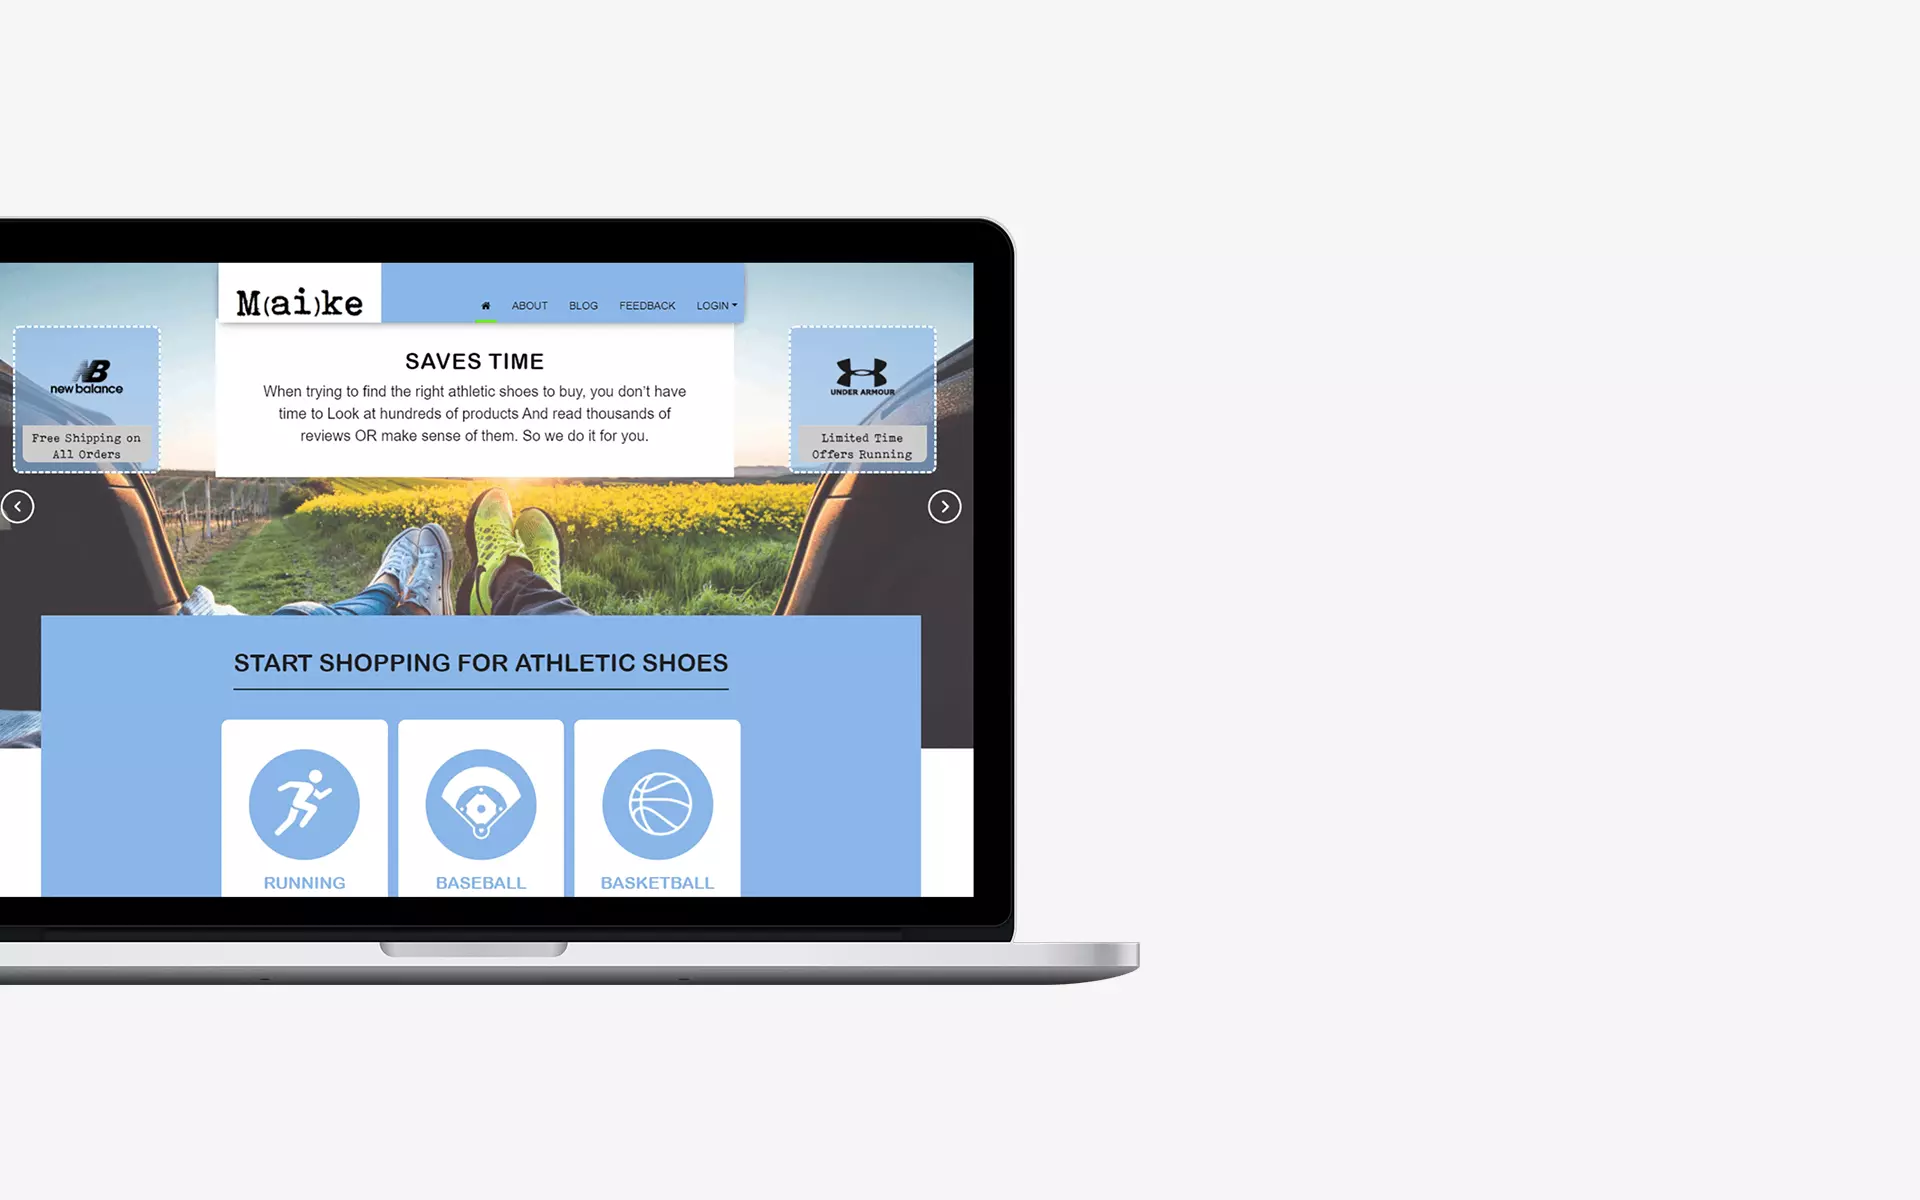 M(ai)ke
ABOUT
BLOG
FEEDBACK
LOGIN
new balance
Free Shipping on
All Orders
SAVES TIME
When trying to find the right athletic shoes to buy, you don't have
time to Look at hundreds of products And read thousands of
reviews OR make sense of them. So we do it for you.
UNDER ARMOUR
Limited Time
Offers Running
START SHOPPING FOR ATHLETIC SHOES
RUNNING
BASEBALL
BASKETBALL